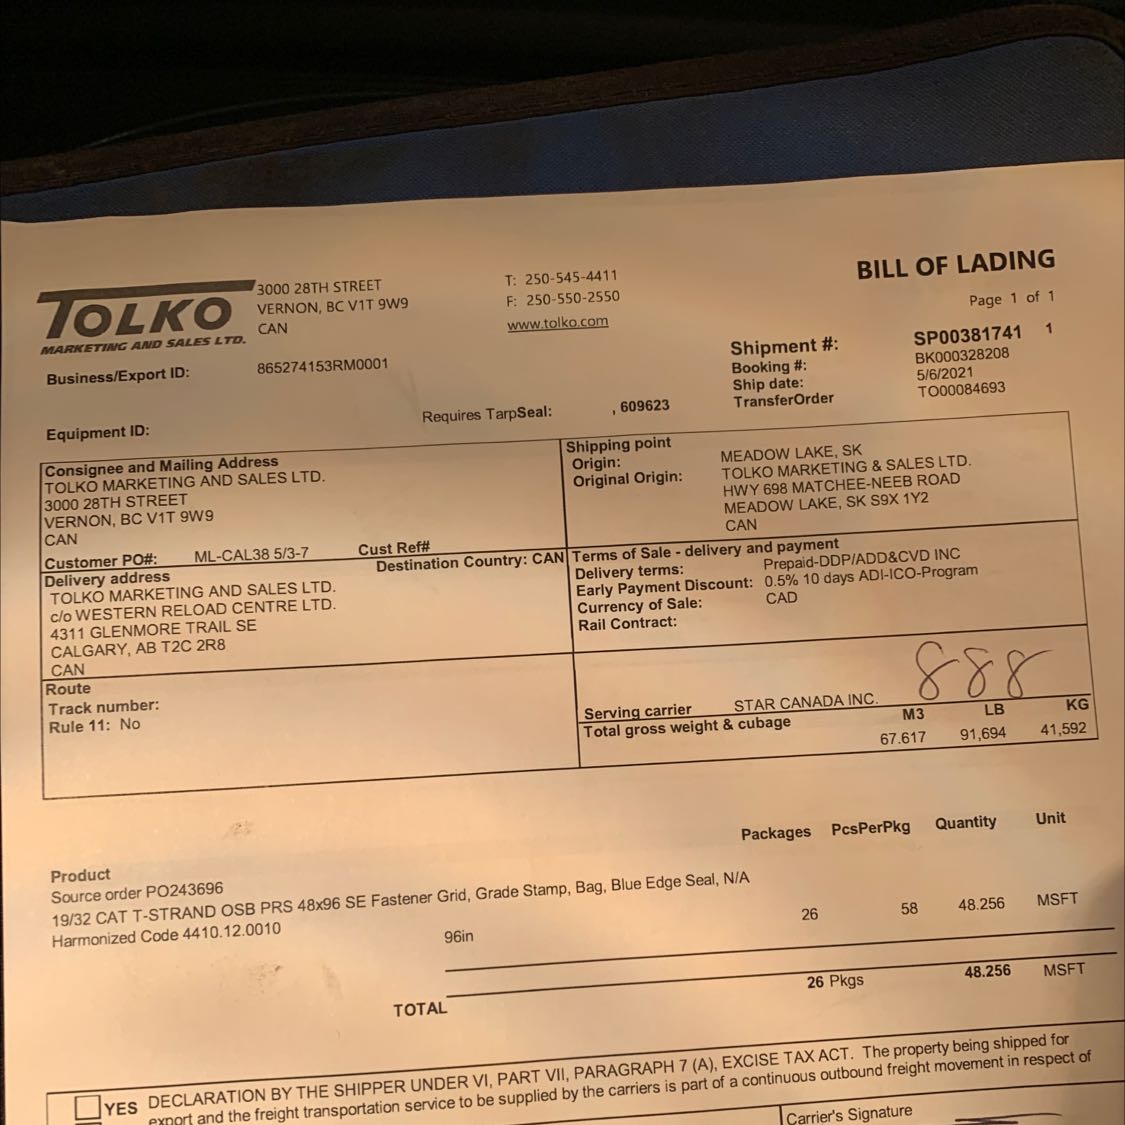 TOLKO
MARKETING AND SALES LTD.
3000 28TH STREET
VERNON, BC V1T 9W9
CAN
T: 250-545-4411
F: 250-550-2550
www.tolko.com
BILL OF LADING
Page 1 of 1
Business/Export ID: 865274153RM0001
Shipment #: SP00381741 1
Booking #: BK000328208
Ship date: 5/6/2021
TransferOrder TO00084693
Requires TarpSeal: , 609623
Equipment ID:
Consignee and Mailing Address
TOLKO MARKETING AND SALES LTD.
3000 28TH STREET
VERNON, BC V1T 9W9
CAN
Customer PO#: ML-CAL38 5/3-7 Cust Ref#
Destination Country: CAN
Shipping point
Origin: MEADOW LAKE, SK
Original Origin: TOLKO MARKETING & SALES LTD.
HWY 698 MATCHEE-NEEB ROAD
MEADOW LAKE, SK S9X 1Y2
CAN
Delivery address
TOLKO MARKETING AND SALES LTD.
c/o WESTERN RELOAD CENTRE LTD.
4311 GLENMORE TRAIL SE
CALGARY, AB T2C 2R8
CAN
Terms of Sale - delivery and payment
Delivery terms: Prepaid-DDP/ADD&CVD INC
Early Payment Discount: 0.5% 10 days ADI-ICO-Program
Currency of Sale: CAD
Rail Contract:
Route
Track number:
Rule 11: No
888
Serving carrier STAR CANADA INC.
Total gross weight & cubage M3 LB KG
67.617 91,694 41,592
Packages PcsPerPkg Quantity Unit
Product
Source order PO243696
19/32 CAT T-STRAND OSB PRS 48x96 SE Fastener Grid, Grade Stamp, Bag, Blue Edge Seal, N/A
Harmonized Code 4410.12.0010
96in 26 58 48.256 MSFT
TOTAL 26 Pkgs 48.256 MSFT
YES DECLARATION BY THE SHIPPER UNDER VI, PART VII, PARAGRAPH 7 (A), EXCISE TAX ACT. The property being shipped for
export and the freight transportation service to be supplied by the carriers is part of a continuous outbound freight movement in respect of
Carrier's Signature